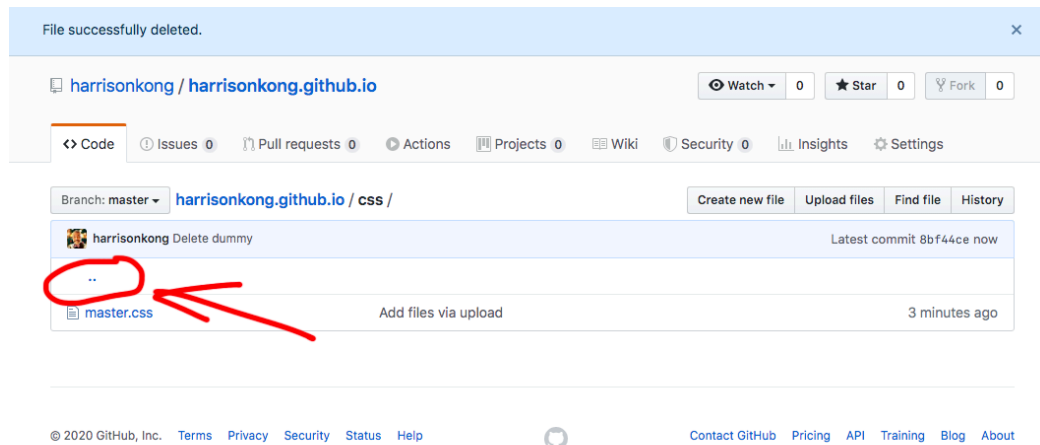 File successfully deleted. ×
harrisonkong / harrisonkong.github.io Watch 0 Star 0 Fork 0
Code Issues 0 Pull requests 0 Actions Projects 0 Wiki Security 0 Insights Settings
Branch: master harrisonkong.github.io / css / Create new file Upload files Find file History
harrisonkong Delete dummy Latest commit 8bf44ce now
..
master.css Add files via upload 3 minutes ago
© 2020 GitHub, Inc. Terms Privacy Security Status Help Contact GitHub Pricing API Training Blog About